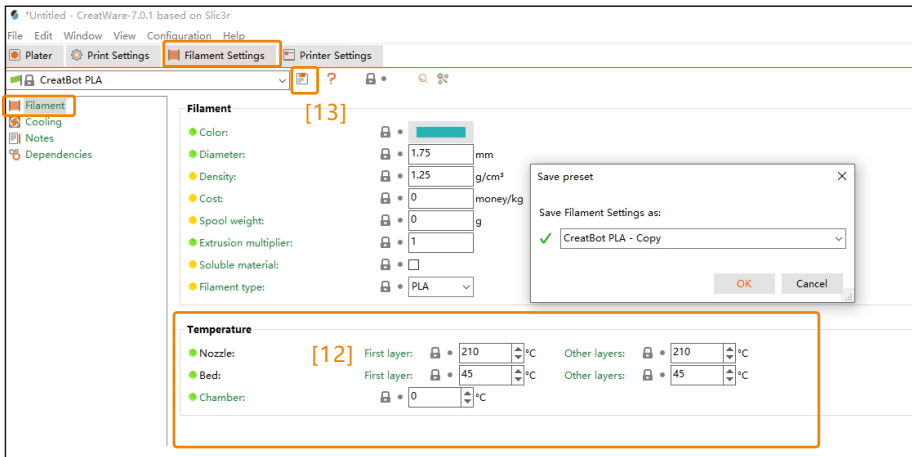 *Untitled - CreatWare-7.0.1 based on Slic3r
File Edit Window View Configuration Help
Plater Print Settings Filament Settings Printer Settings
CreatBot PLA ?
[13]
Filament
Cooling
Notes
Dependencies
Filament
Color:
Diameter: 1.75 mm
Density: 1.25 g/cm³
Cost: 0 money/kg
Spool weight: 0 g
Extrusion multiplier: 1
Soluble material:
Filament type: PLA
Save preset
Save Filament Settings as:
CreatBot PLA - Copy
OK Cancel
Temperature
[12]
Nozzle: First layer: 210 °C Other layers: 210 °C
Bed: First layer: 45 °C Other layers: 45 °C
Chamber: 0 °C